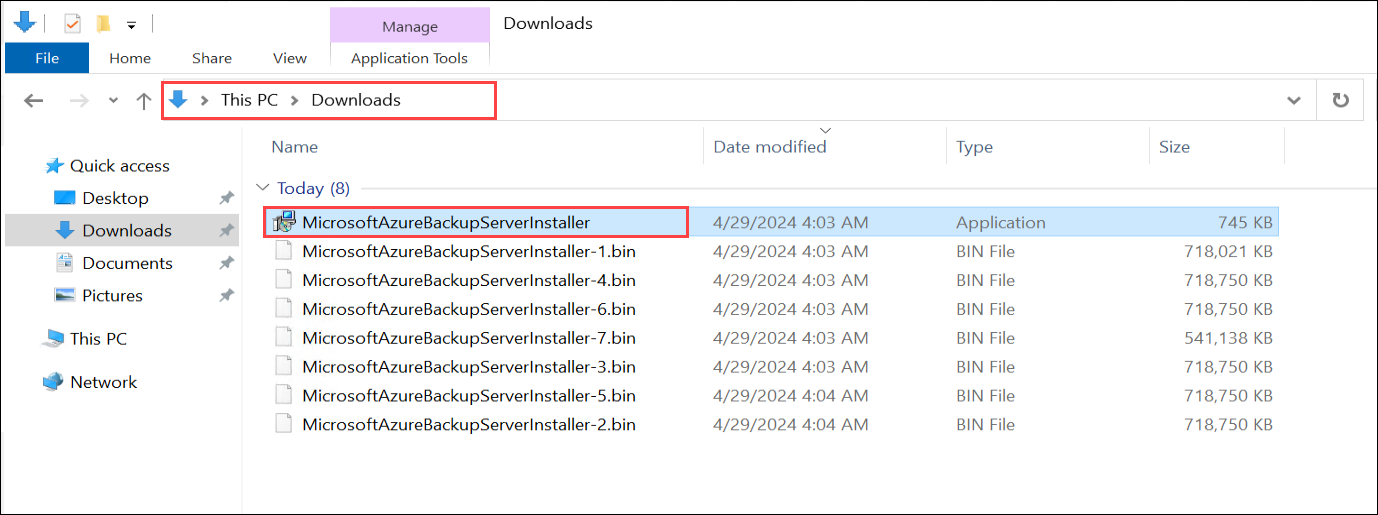 Manage Downloads
File Home Share View Application Tools
This PC Downloads
Name Date modified Type Size
Quick access
Desktop
Downloads
Documents
Pictures
This PC
Network
Today (8)
MicrosoftAzureBackupServerInstaller 4/29/2024 4:03 AM Application 745 KB
MicrosoftAzureBackupServerInstaller-1.bin 4/29/2024 4:03 AM BIN File 718,021 KB
MicrosoftAzureBackupServerInstaller-4.bin 4/29/2024 4:03 AM BIN File 718,750 KB
MicrosoftAzureBackupServerInstaller-6.bin 4/29/2024 4:03 AM BIN File 718,750 KB
MicrosoftAzureBackupServerInstaller-7.bin 4/29/2024 4:03 AM BIN File 541,138 KB
MicrosoftAzureBackupServerInstaller-3.bin 4/29/2024 4:03 AM BIN File 718,750 KB
MicrosoftAzureBackupServerInstaller-5.bin 4/29/2024 4:04 AM BIN File 718,750 KB
MicrosoftAzureBackupServerInstaller-2.bin 4/29/2024 4:04 AM BIN File 718,750 KB